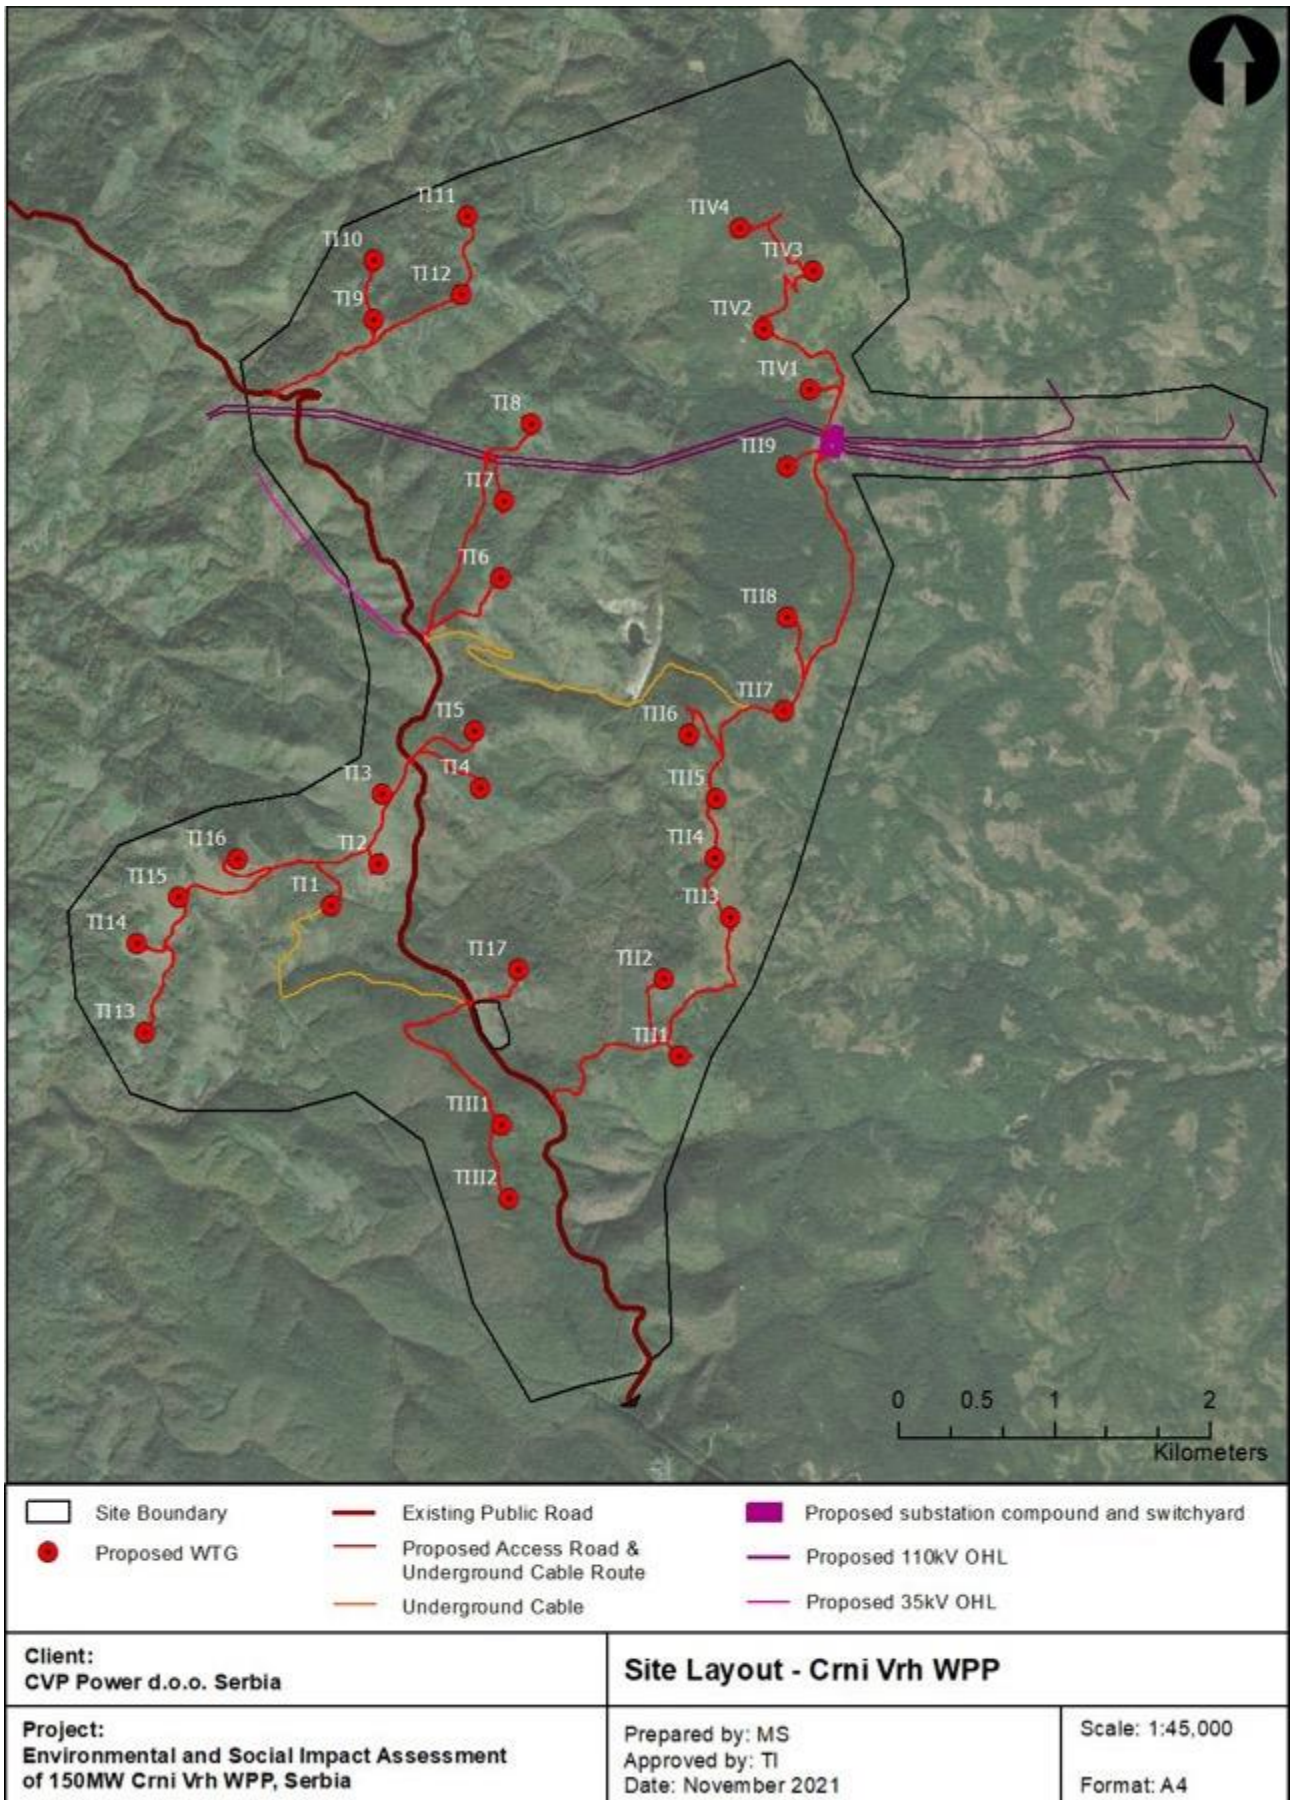 TI11
TIV4
TI10
TIV3
TI12
TI9
TIV2
TIV1
TI8
TII9
TI7
TI6
TII8
TII7
TI5
TII6
TI4
TI3
TII5
TI2
TI16
TII4
TI15
TI1
TII3
TI14
TI17
TII2
TI13
TII1
TIII1
TIII2
0 0.5 1 2
Kilometers
Site Boundary
Proposed WTG
Existing Public Road
Proposed Access Road &
Underground Cable Route
Underground Cable
Proposed substation compound and switchyard
Proposed 110kV OHL
Proposed 35kV OHL
Client:
CVP Power d.o.o. Serbia
Site Layout - Crni Vrh WPP
Project:
Environmental and Social Impact Assessment
of 150MW Crni Vrh WPP, Serbia
Prepared by: MS
Approved by: TI
Date: November 2021
Scale: 1:45,000
Format: A4